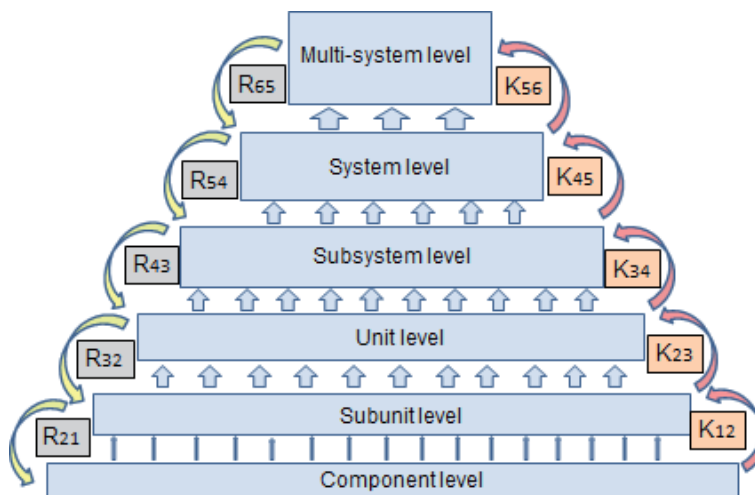 Multi-system level
R65
K56
System level
R54
K45
Subsystem level
R43
K34
Unit level
R32
K23
Subunit level
R21
K12
Component level